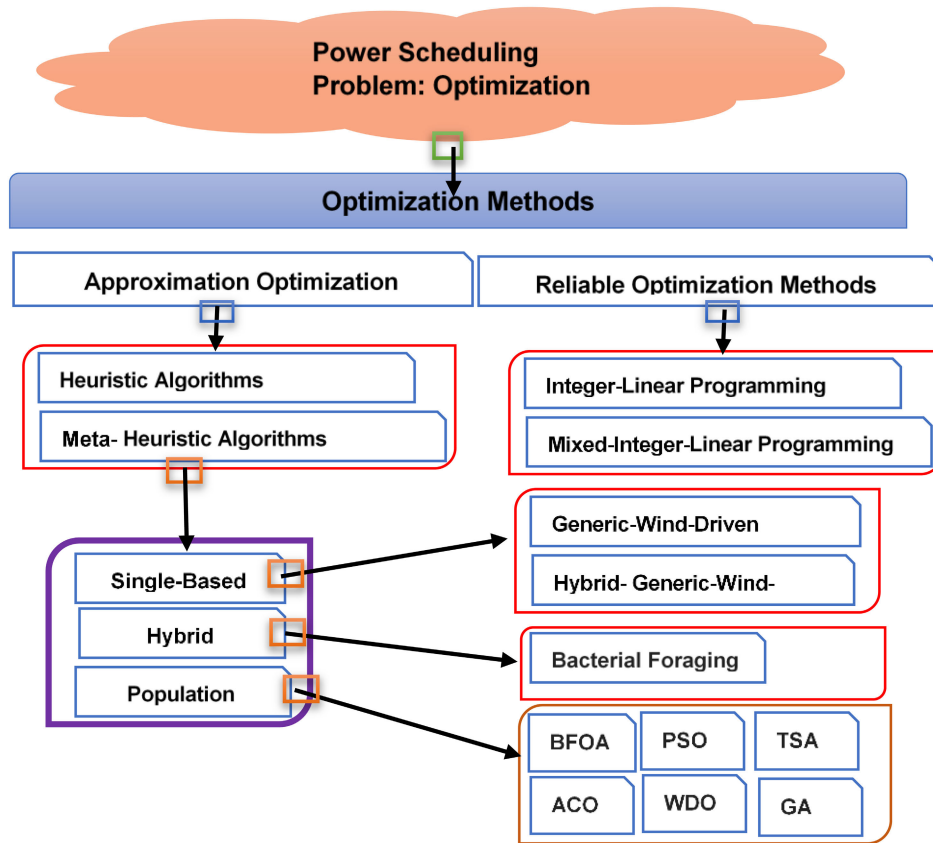 Power Scheduling
Problem: Optimization
Optimization Methods
Approximation Optimization
Reliable Optimization Methods
Heuristic Algorithms
Meta- Heuristic Algorithms
Integer-Linear Programming
Mixed-Integer-Linear Programming
Single-Based
Hybrid
Population
Generic-Wind-Driven
Hybrid- Generic-Wind-
Bacterial Foraging
BFOA PSO TSA
ACO WDO GA